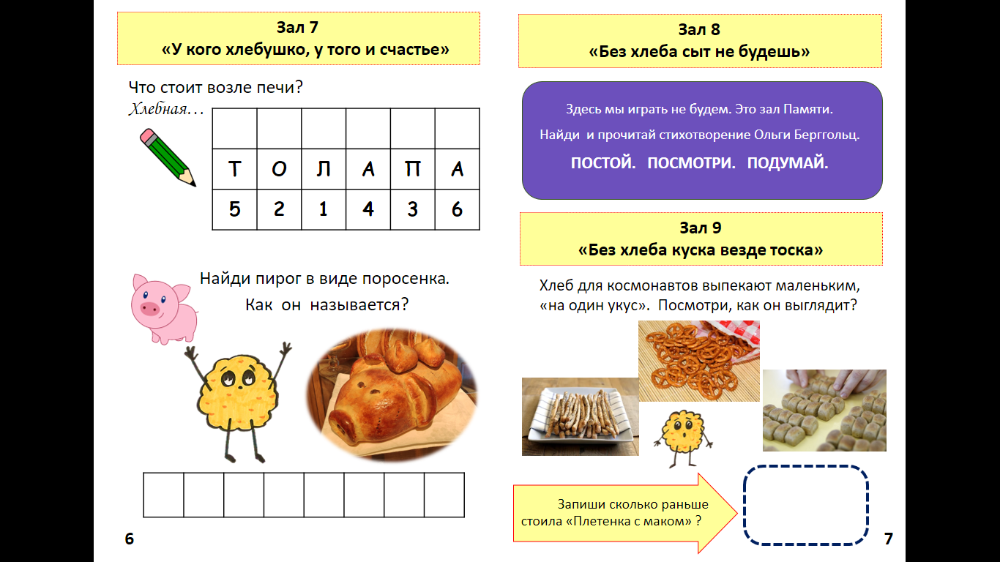 Зал 7
«У кого хлебушко, у того и счастье»
Что стоит возле печи?
Хлебная…
Т О Л А П А
5 2 1 4 3 6
Найди пирог в виде поросенка.
Как он называется?
6
Зал 8
«Без хлеба сыт не будешь»
Здесь мы играть не будем. Это зал Памяти.
Найди и прочитай стихотворение Ольги Берггольц.
ПОСТОЙ. ПОСМОТРИ. ПОДУМАЙ.
Зал 9
«Без хлеба куска везде тоска»
Хлеб для космонавтов выпекают маленьким,
«на один укус». Посмотри, как он выглядит?
Запиши сколько раньше
стоила «Плетенка с маком» ?
7